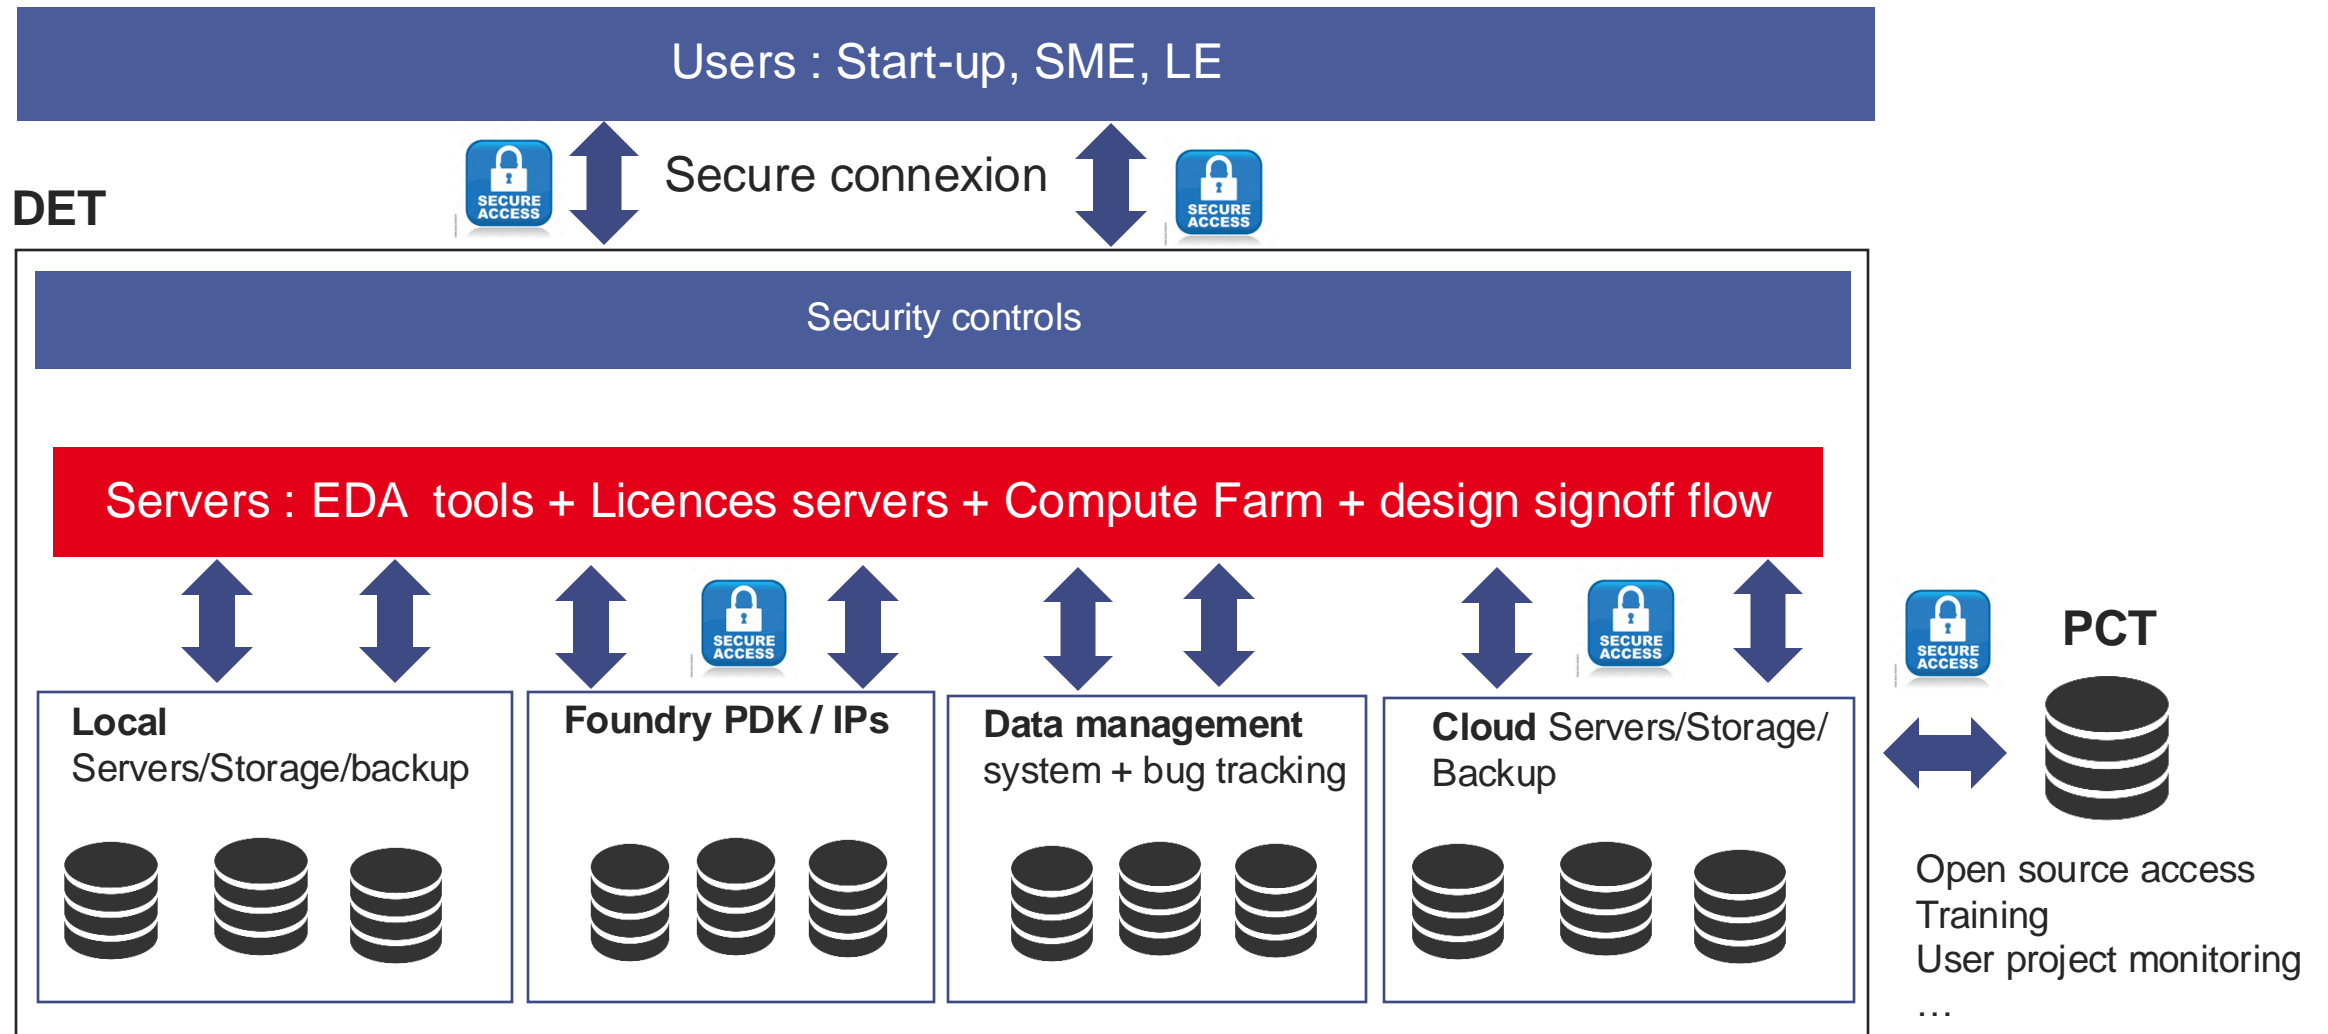 Users : Start-up, SME, LE
SECURE
ACCESS
Secure connexion
SECURE
ACCESS
DET
Security controls
Servers : EDA tools + Licences servers + Compute Farm + design signoff flow
SECURE
ACCESS
SECURE
ACCESS
SECURE
ACCESS
PCT
Local
Servers/Storage/backup
Foundry PDK / IPs
Data management
system + bug tracking
Cloud Servers/Storage/
Backup
Open source access
Training
User project monitoring
…